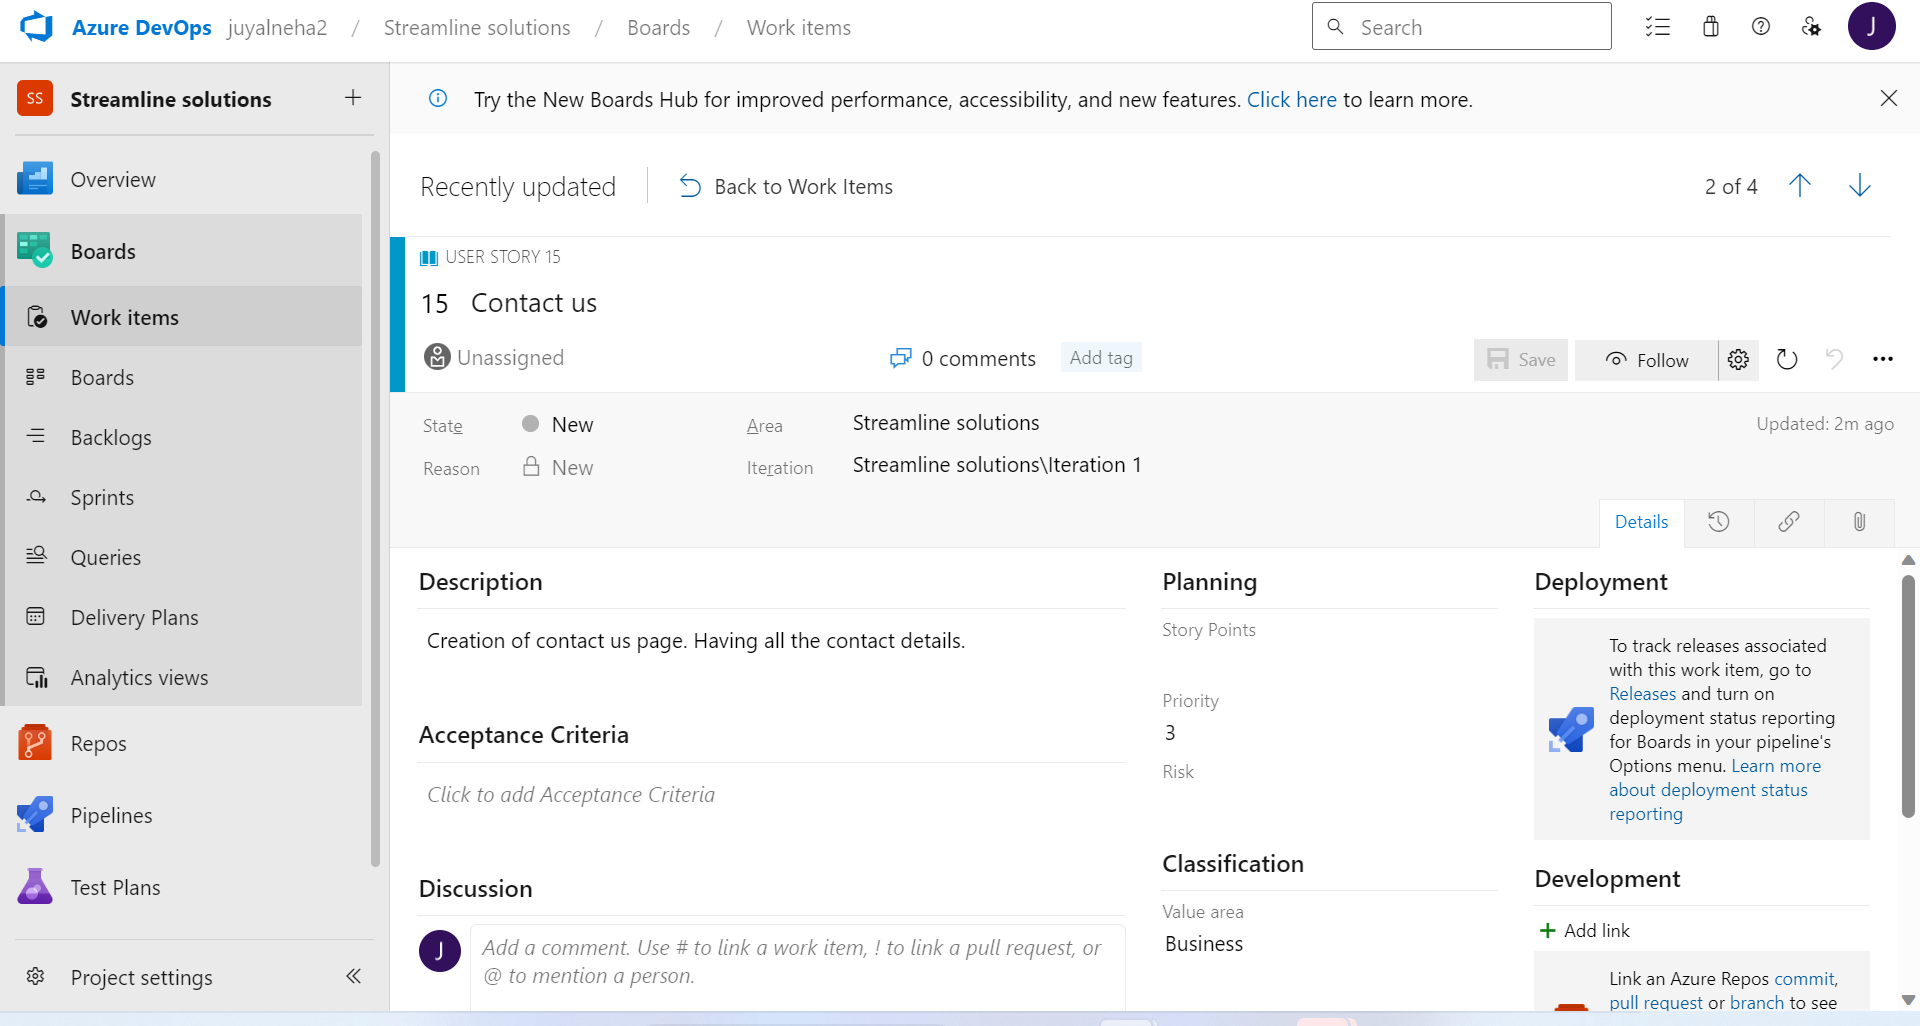 Azure DevOps juyalneha2 / Streamline solutions / Boards / Work items
Search
J
SS Streamline solutions
Overview
Boards
Work items
Boards
Backlogs
Sprints
Queries
Delivery Plans
Analytics views
Repos
Pipelines
Test Plans
Project settings
Try the New Boards Hub for improved performance, accessibility, and new features. Click here to learn more.
Recently updated
Back to Work Items
2 of 4
USER STORY 15
15 Contact us
Unassigned
0 comments
Add tag
Save
Follow
State
New
Area
Streamline solutions
Updated: 2m ago
Reason
New
Iteration
Streamline solutions\Iteration 1
Details
Description
Creation of contact us page. Having all the contact details.
Acceptance Criteria
Click to add Acceptance Criteria
Discussion
J
Add a comment. Use # to link a work item, ! to link a pull request, or
@ to mention a person.
Planning
Story Points
Priority
3
Risk
Classification
Value area
Business
Deployment
To track releases associated
with this work item, go to
Releases and turn on
deployment status reporting
for Boards in your pipeline's
Options menu. Learn more
about deployment status
reporting
Development
Add link
Link an Azure Repos commit,
pull request or branch to see